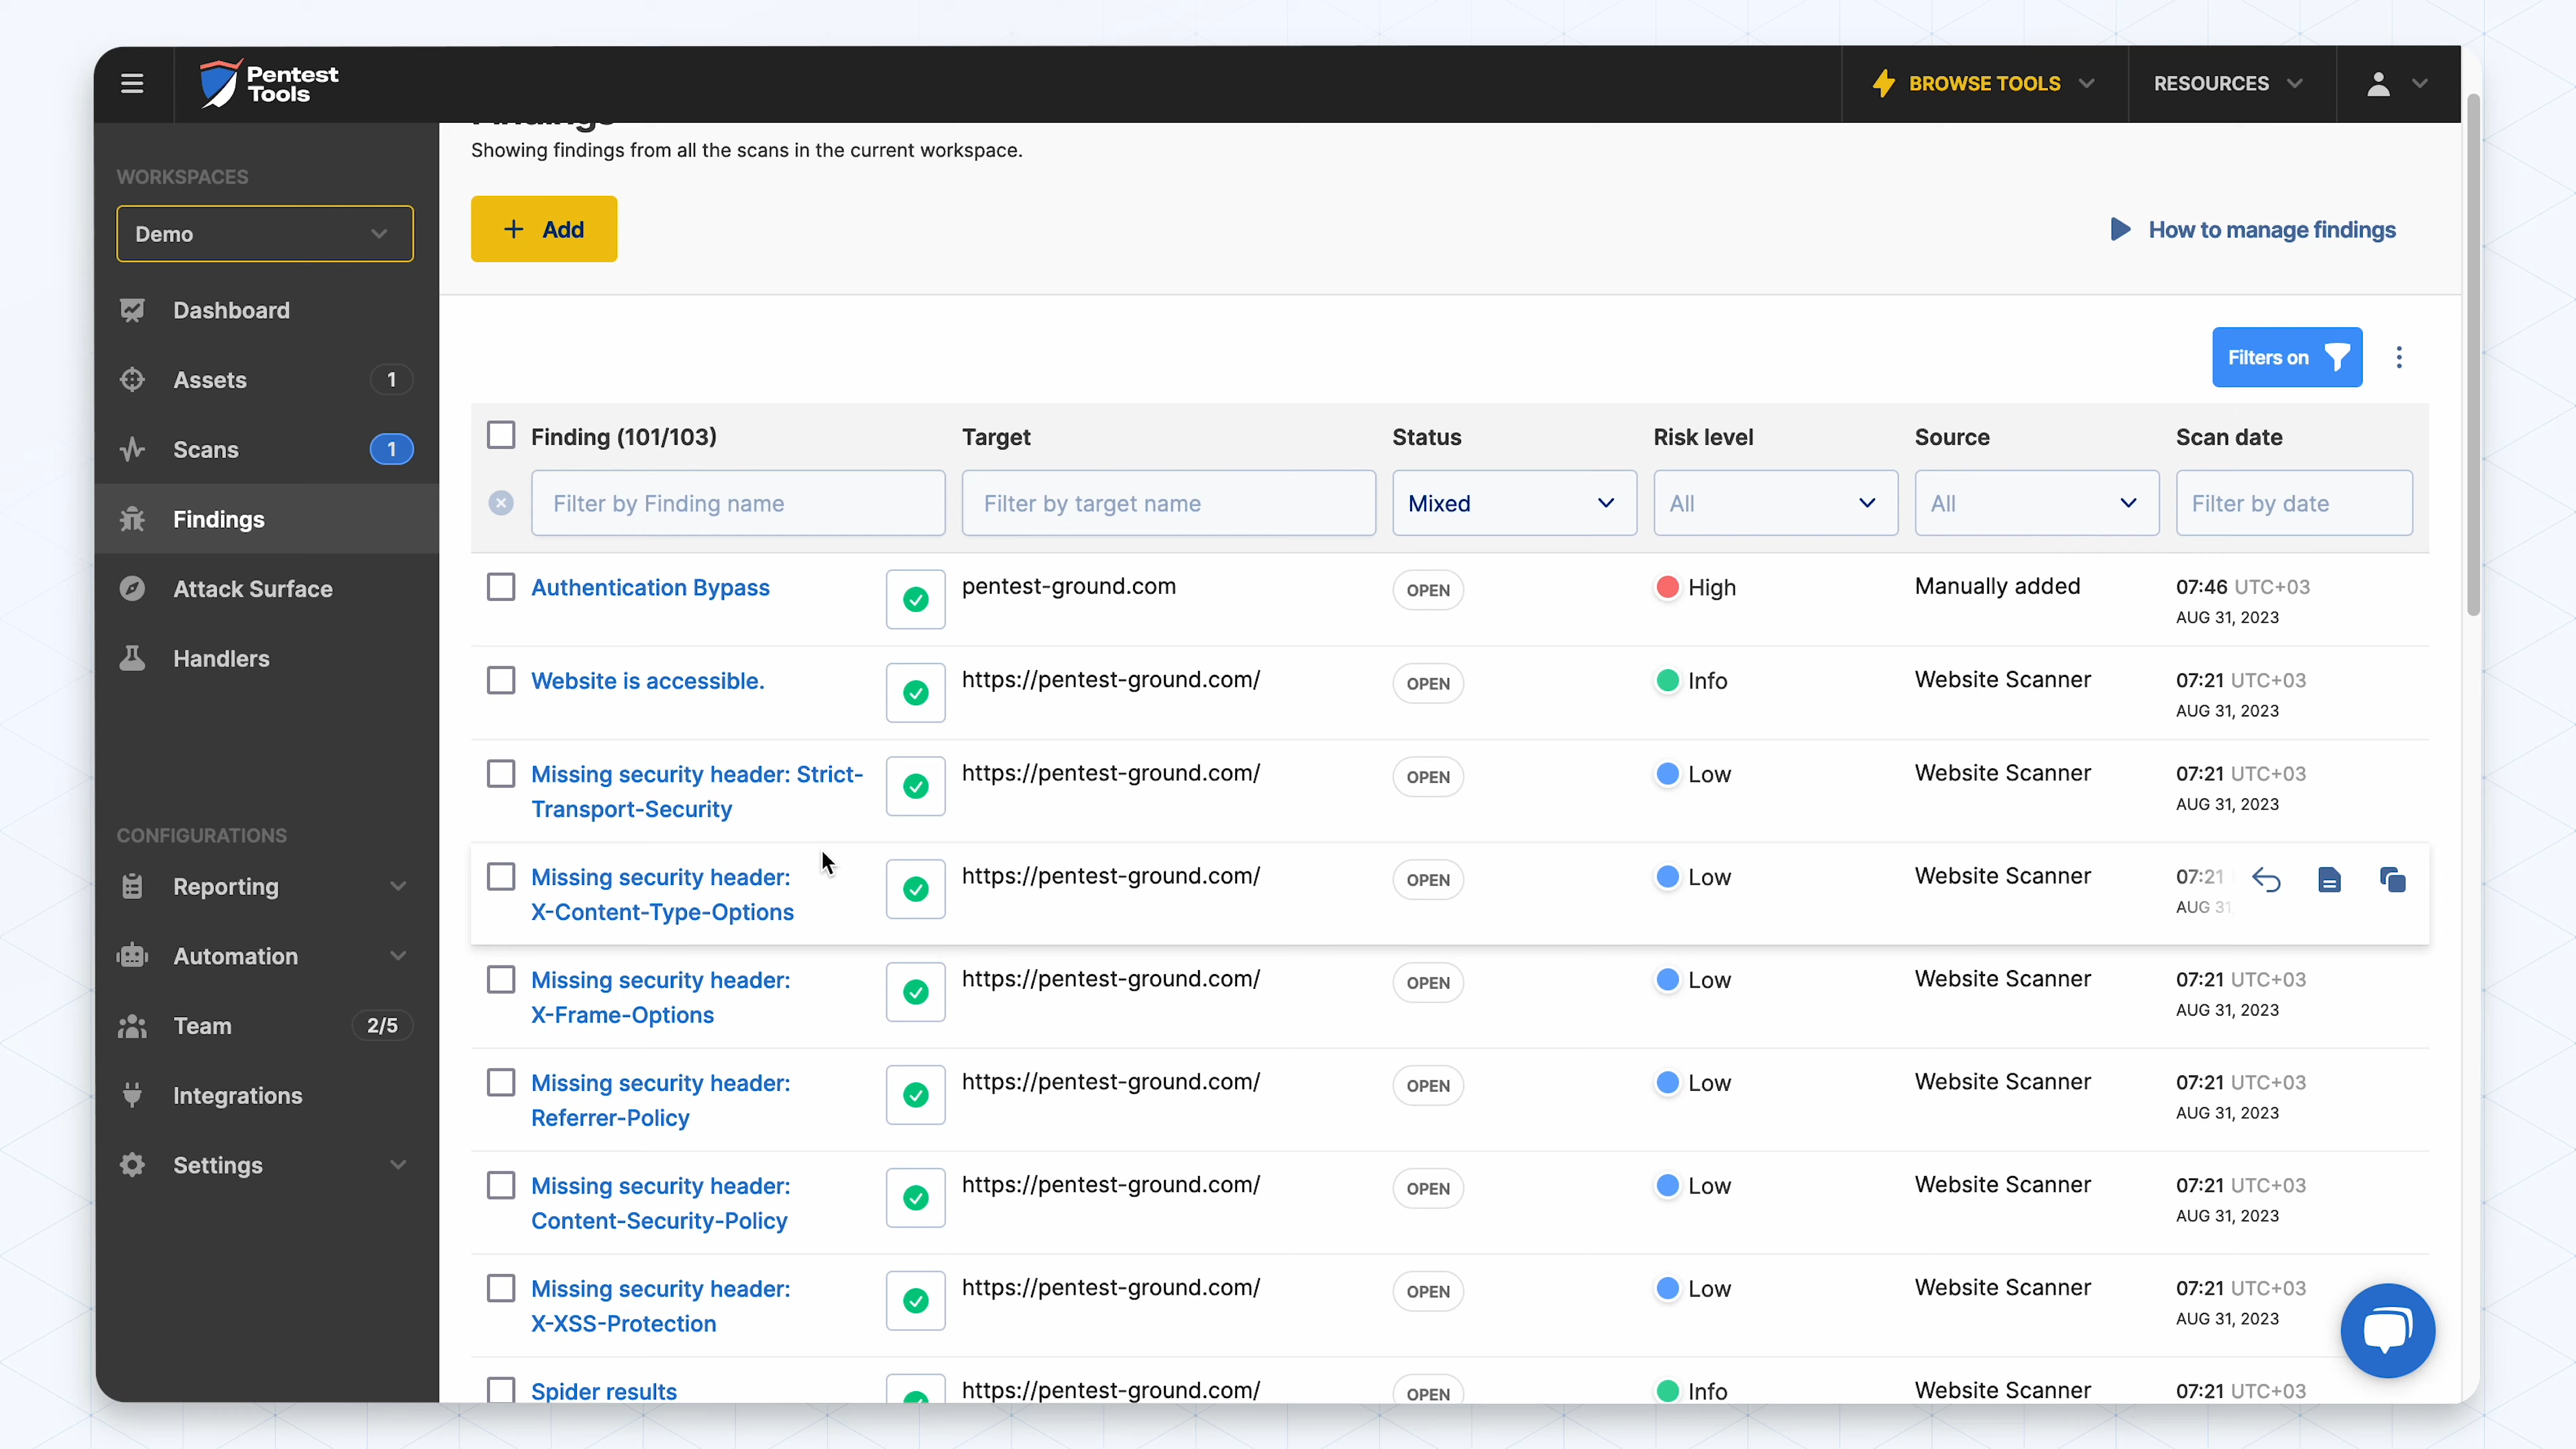 Pentest
Tools
BROWSE TOOLS
RESOURCES
Findings
Showing findings from all the scans in the current workspace.
WORKSPACES
Demo
+ Add
How to manage findings
Dashboard
Assets 1
Scans 1
Findings
Attack Surface
Handlers
CONFIGURATIONS
Reporting
Automation
Team 2/5
Integrations
Settings
Filters on
Finding (101/103) Target Status Risk level Source Scan date
Filter by Finding name Filter by target name Mixed All All Filter by date
Authentication Bypass pentest-ground.com OPEN High Manually added 07:46 UTC+03
AUG 31, 2023
Website is accessible. https://pentest-ground.com/ OPEN Info Website Scanner 07:21 UTC+03
AUG 31, 2023
Missing security header: Strict- https://pentest-ground.com/ OPEN Low Website Scanner 07:21 UTC+03
Transport-Security AUG 31, 2023
Missing security header: https://pentest-ground.com/ OPEN Low Website Scanner 07:21
X-Content-Type-Options AUG 31
Missing security header: https://pentest-ground.com/ OPEN Low Website Scanner 07:21 UTC+03
X-Frame-Options AUG 31, 2023
Missing security header: https://pentest-ground.com/ OPEN Low Website Scanner 07:21 UTC+03
Referrer-Policy AUG 31, 2023
Missing security header: https://pentest-ground.com/ OPEN Low Website Scanner 07:21 UTC+03
Content-Security-Policy AUG 31, 2023
Missing security header: https://pentest-ground.com/ OPEN Low Website Scanner 07:21 UTC+03
X-XSS-Protection AUG 31, 2023
Spider results https://pentest-ground.com/ OPEN Info Website Scanner 07:21 UTC+03